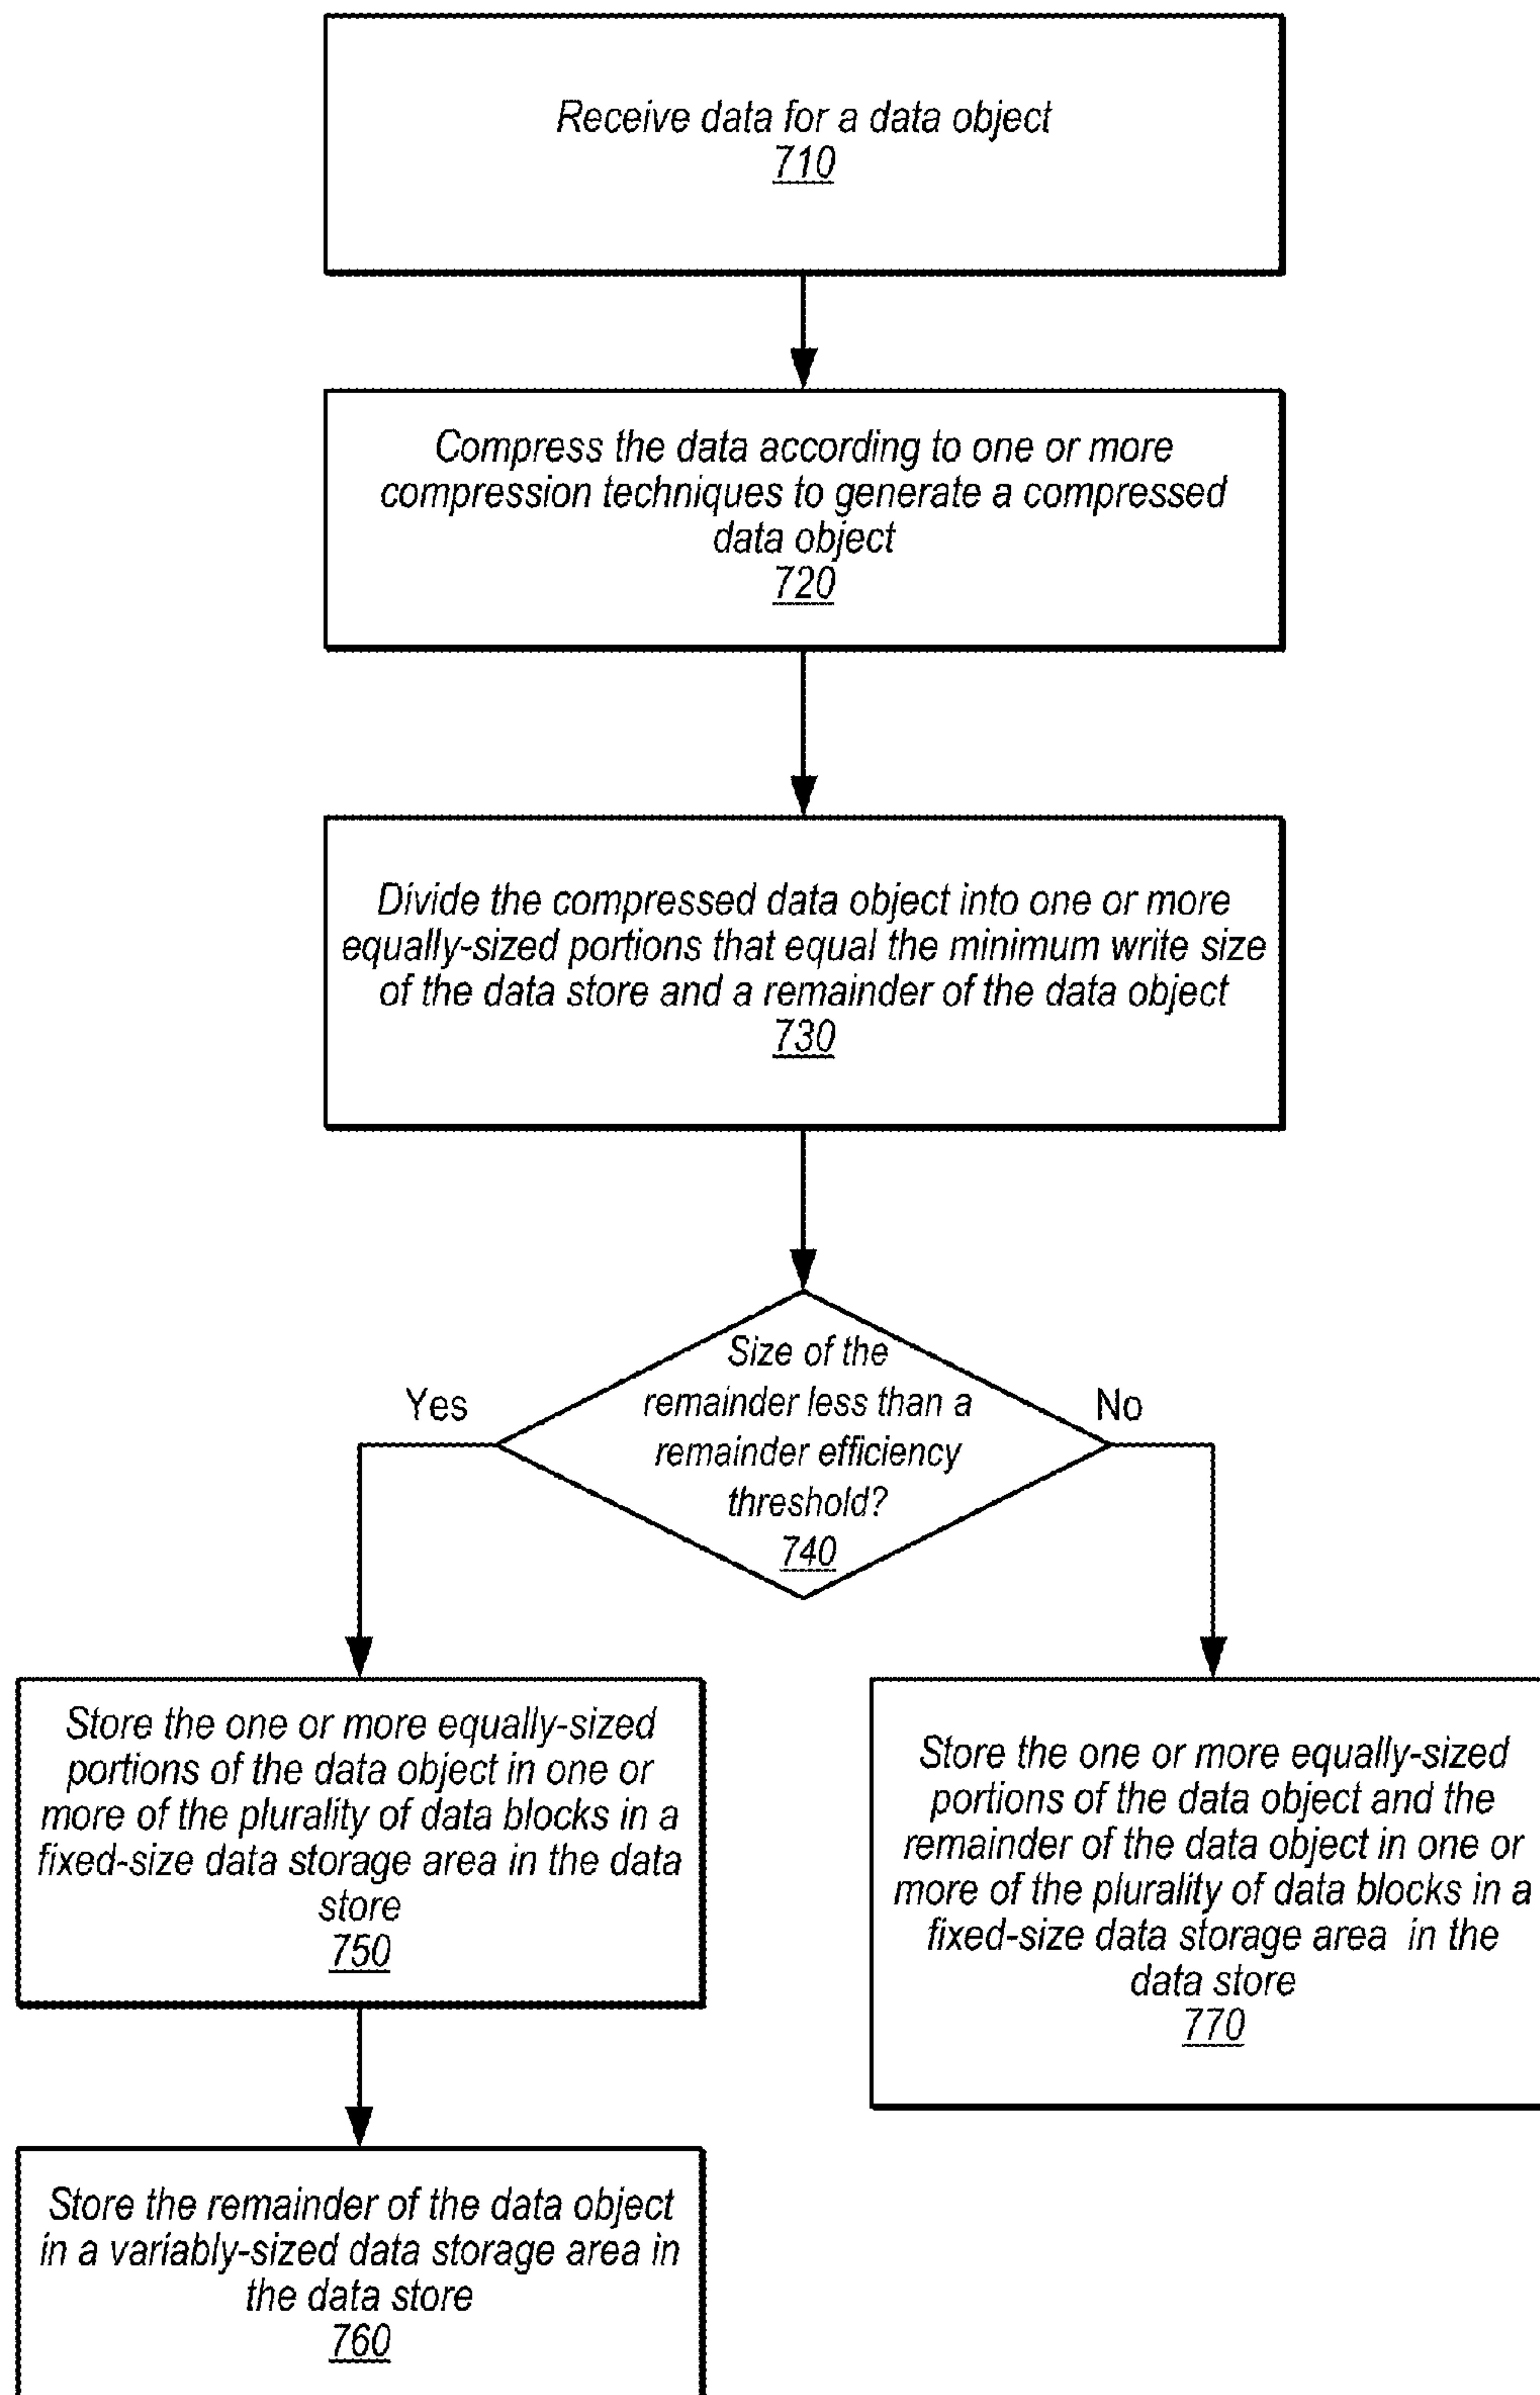 Receive data for a data object
710
Compress the data according to one or more
compression techniques to generate a compressed
data object
720
Divide the compressed data object into one or more
equally-sized portions that equal the minimum write size
of the data store and a remainder of the data object
730
Size of the
remainder less than a
remainder efficiency
threshold?
740
Yes
No
Store the one or more equally-sized
portions of the data object in one or
more of the plurality of data blocks in a
fixed-size data storage area in the data
store
750
Store the one or more equally-sized
portions of the data object and the
remainder of the data object in one or
more of the plurality of data blocks in a
fixed-size data storage area in the
data store
770
Store the remainder of the data object
in a variably-sized data storage area in
the data store
760